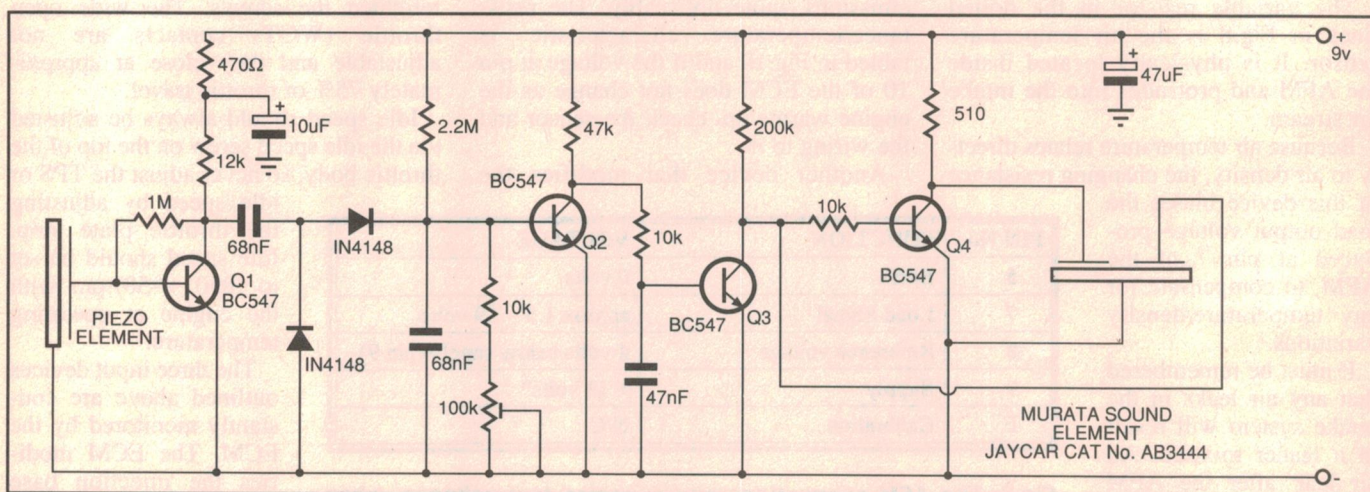 +
9v
470Ω
+
10uF
12k
1M
68nF
Q1
BC547
PIEZO
ELEMENT
IN4148
IN4148
2.2M
68nF
10k
100k
47k
BC547
Q2
10k
47nF
200k
BC547
Q3
10k
510
Q4
BC547
+
47uF
MURATA SOUND
ELEMENT
JAYCAR CAT No. AB3444
-